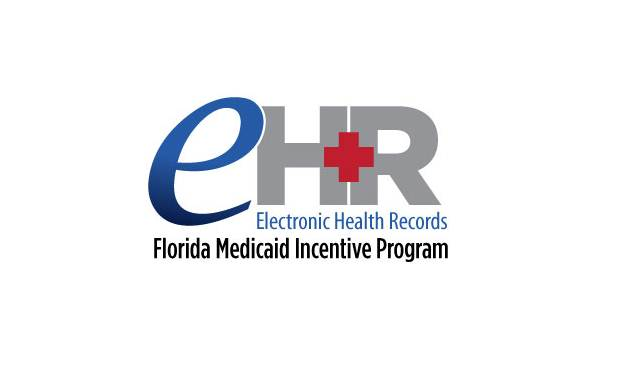 eHR
Electronic Health Records
Florida Medicaid Incentive Program